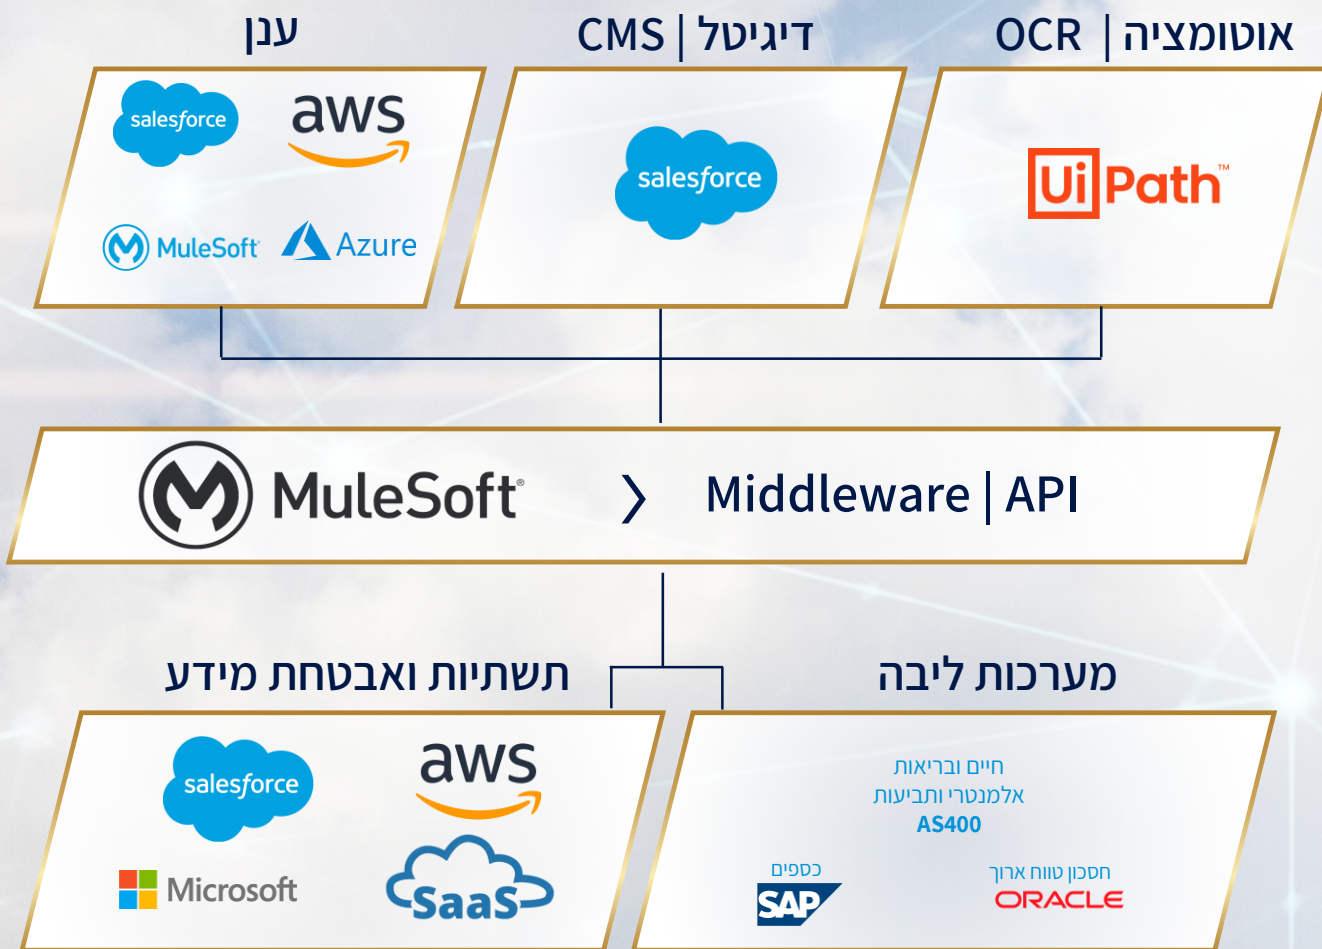 אוטומציה | OCR
דיגיטל | CMS
ענן
UiPath™
salesforce
salesforce
aws
MuleSoft
Azure
MuleSoft®
› Middleware | API
מערכות ליבה
תשתיות ואבטחת מידע
חיים ובריאות
אלמנטרי ותביעות
AS400
חסכון טווח ארוך
ORACLE
כספים
SAP
salesforce
aws
Microsoft
SaaS